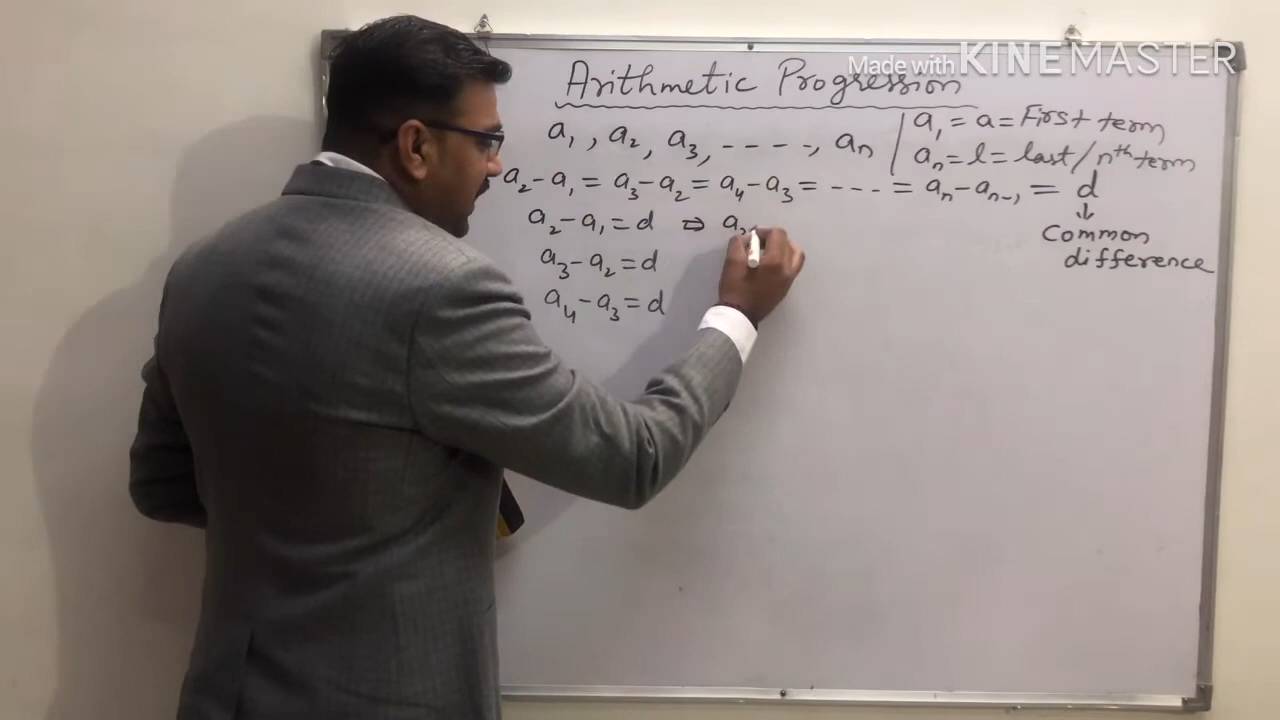 Made with KINEMASTER
Arithmetic Progression
a₁, a₂, a₃, ----, aₙ | a₁ = a = First term
aₙ = l = last/nᵗʰ term
a₂-a₁ = a₃-a₂ = a₄-a₃ = --- = aₙ-aₙ₋₁ = d
↓
Common
difference
a₂-a₁ = d ⇒ a₂
a₃-a₂ = d
a₄-a₃ = d